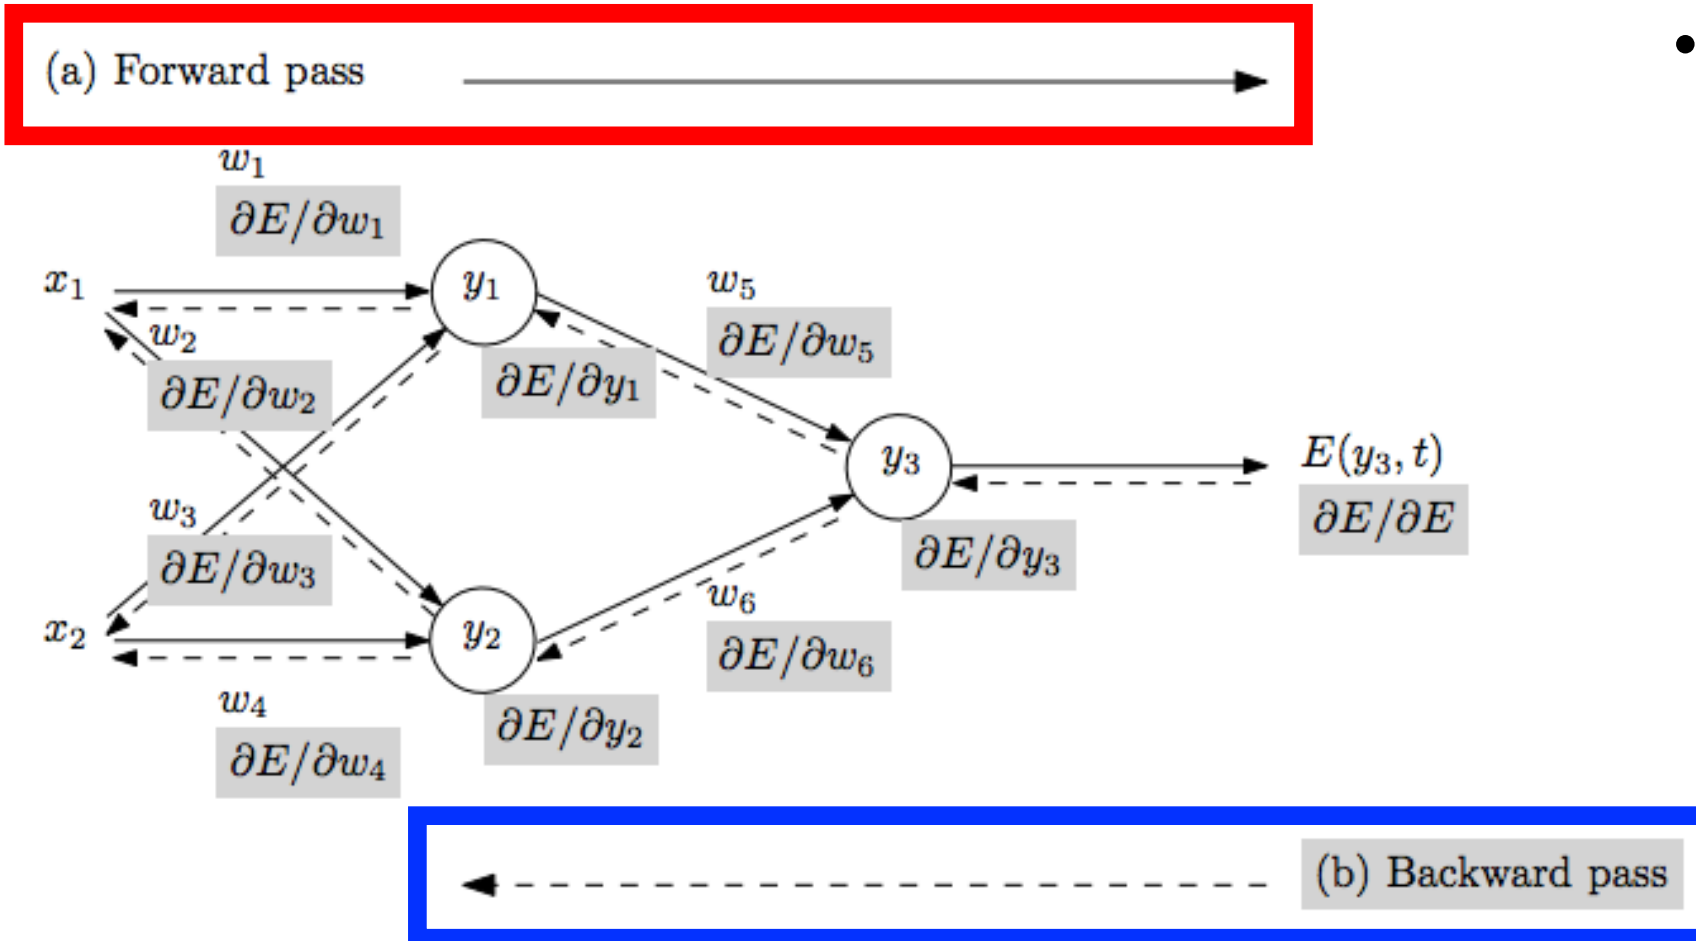 (a) Forward pass
•
w₁
∂E/∂w₁
x₁
y₁
w₅
∂E/∂w₅
w₂
∂E/∂w₂
∂E/∂y₁
y₃
E(y₃, t)
∂E/∂E
w₃
∂E/∂w₃
∂E/∂y₃
x₂
y₂
w₆
∂E/∂w₆
w₄
∂E/∂w₄
∂E/∂y₂
(b) Backward pass